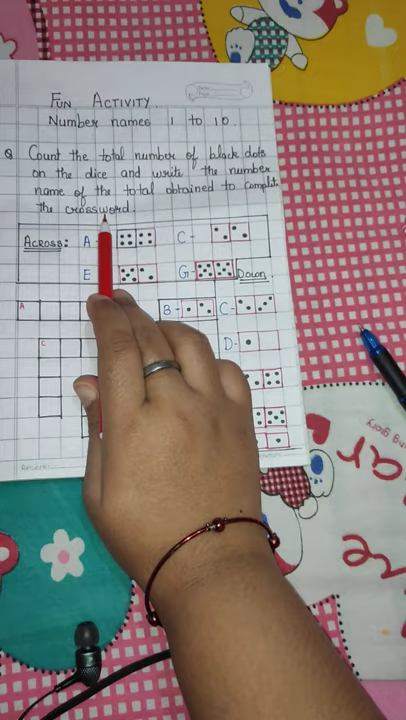 FUN ACTIVITY.
Number names 1 to 10.
Q Count the total number of black dots
on the dice and write the number
name of the total obtained to complete
the crossword.
ACROSS: A- C-
E G- Down.
A B- C-
C D-